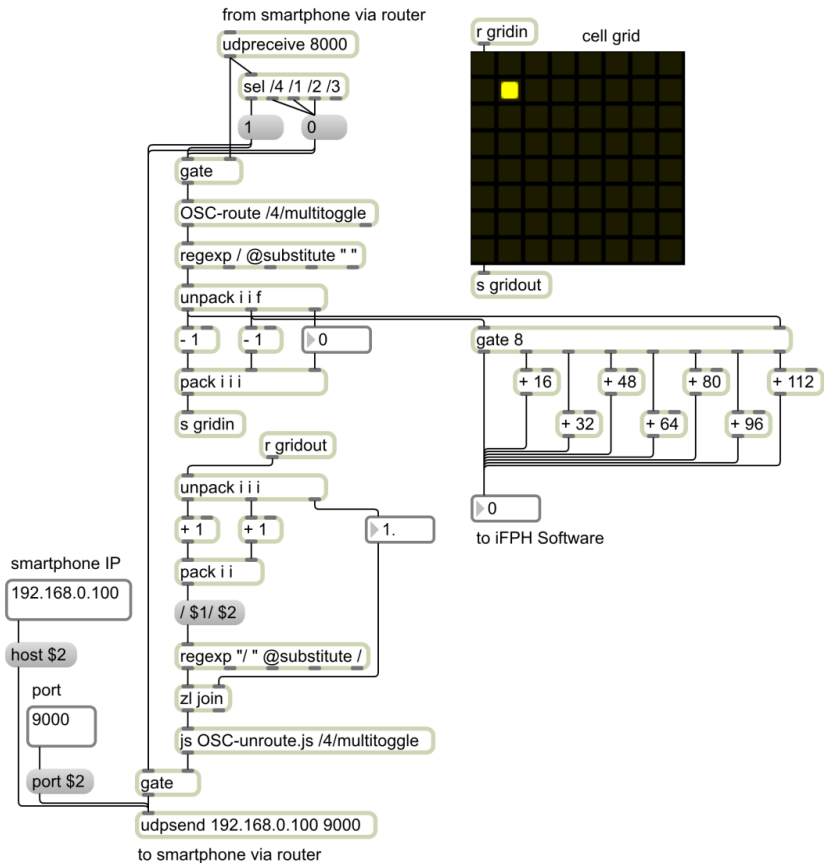 from smartphone via router
udpreceive 8000
sel /4 /1 /2 /3
1
0
gate
OSC-route /4/multitoggle
regexp / @substitute " "
unpack i i f
- 1
- 1
0
pack i i i
s gridin
r gridout
unpack i i i
+ 1
+ 1
1.
pack i i
/ $1/ $2
regexp "/ " @substitute /
zl join
js OSC-unroute.js /4/multitoggle
smartphone IP
192.168.0.100
host $2
port
9000
port $2
gate
udpsend 192.168.0.100 9000
to smartphone via router
r gridin
cell grid
s gridout
gate 8
+ 16
+ 48
+ 80
+ 112
+ 32
+ 64
+ 96
0
to iFPH Software